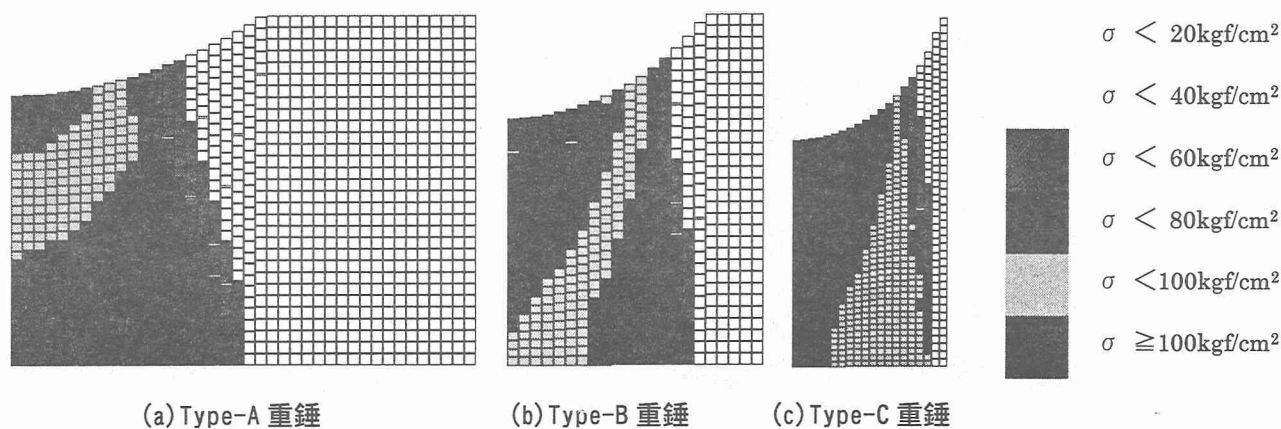 σ < 20kgf/cm²
σ < 40kgf/cm²
σ < 60kgf/cm²
σ < 80kgf/cm²
σ <100kgf/cm²
σ ≧100kgf/cm²
(a)Type-A 重錘
(b)Type-B 重錘
(c)Type-C 重錘